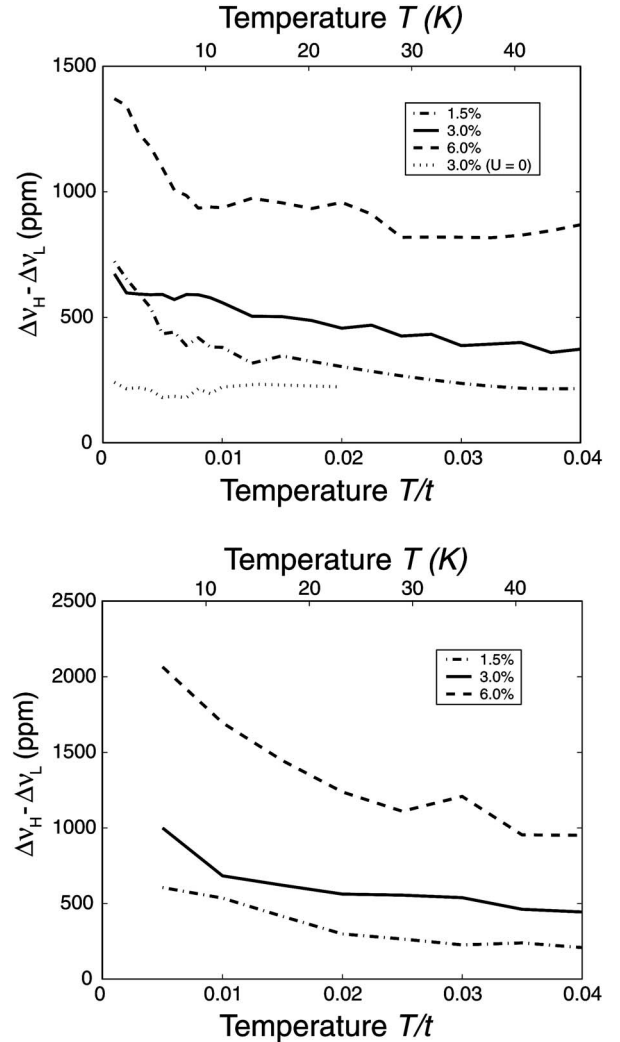 Temperature T (K)
10 20 30 40
1500
1000
500
0
Δν_H - Δν_L (ppm)
1.5%
3.0%
6.0%
3.0% (U = 0)
0 0.01 0.02 0.03 0.04
Temperature T/t
Temperature T (K)
10 20 30 40
2500
2000
1500
1000
500
0
Δν_H - Δν_L (ppm)
1.5%
3.0%
6.0%
0 0.01 0.02 0.03 0.04
Temperature T/t